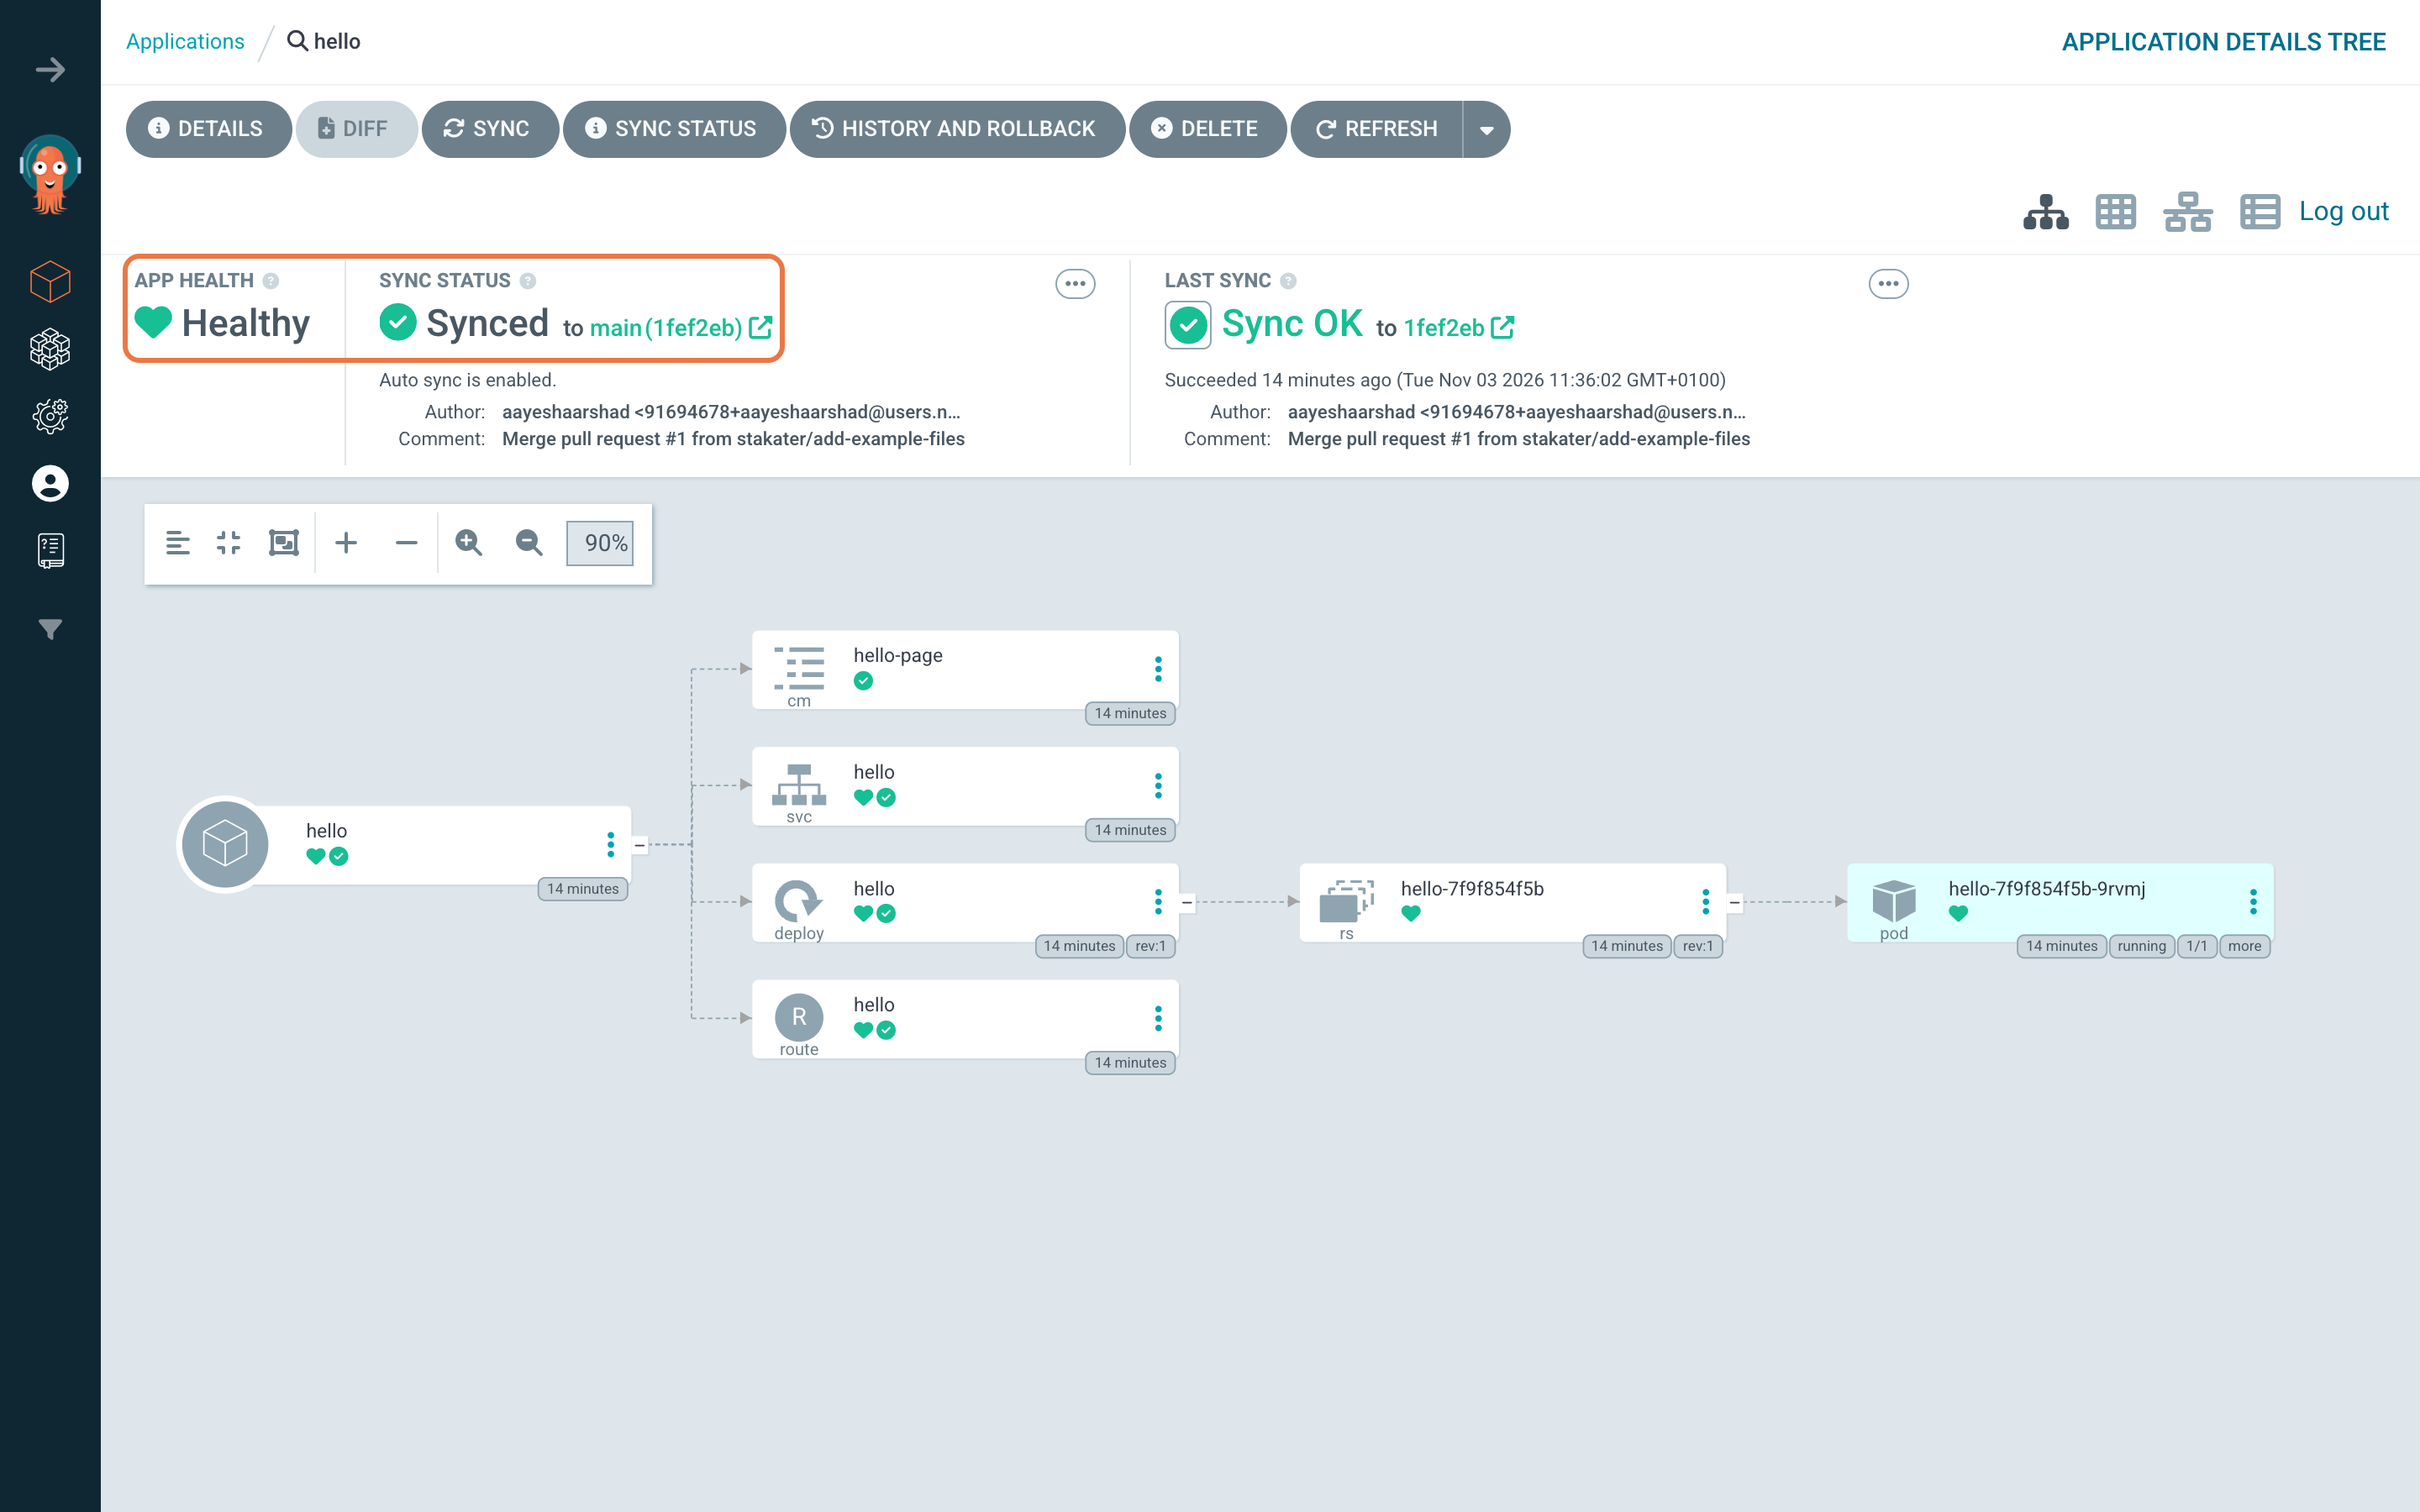 Applications / hello
APPLICATION DETAILS TREE
DETAILS
DIFF
SYNC
SYNC STATUS
HISTORY AND ROLLBACK
DELETE
REFRESH
Log out
APP HEALTH ?
Healthy
SYNC STATUS ?
Synced to main (1fef2eb)
Auto sync is enabled.
Author: aayeshaarshad <91694678+aayeshaarshad@users.n...
Comment: Merge pull request #1 from stakater/add-example-files
LAST SYNC ?
Sync OK to 1fef2eb
Succeeded 14 minutes ago (Tue Nov 03 2026 11:36:02 GMT+0100)
Author: aayeshaarshad <91694678+aayeshaarshad@users.n...
Comment: Merge pull request #1 from stakater/add-example-files
90%
hello-page
cm
14 minutes
hello
svc
14 minutes
hello
14 minutes
hello
deploy
14 minutes rev:1
hello-7f9f854f5b
rs
14 minutes rev:1
hello-7f9f854f5b-9rvmj
pod
14 minutes running 1/1 more
hello
R
route
14 minutes